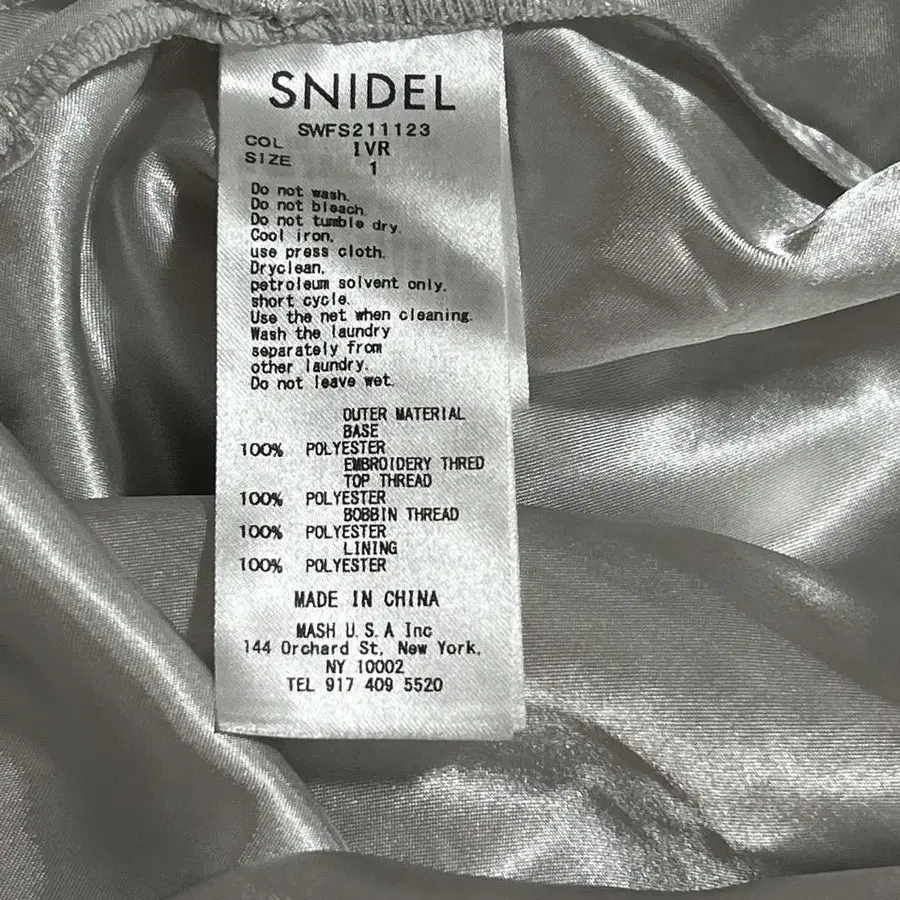 SNIDEL
SWFS211123
COL IVR
SIZE 1
Do not wash.
Do not bleach.
Do not tumble dry.
Cool iron.
use press cloth.
Dryclean,
petroleum solvent only,
short cycle.
Use the net when cleaning.
Wash the laundry
separately from
other laundry.
Do not leave wet.
OUTER MATERIAL
BASE
100% POLYESTER
EMBROIDERY THRED
TOP THREAD
100% POLYESTER
BOBBIN THREAD
100% POLYESTER
LINING
100% POLYESTER
MADE IN CHINA
MASH U.S.A Inc
144 Orchard St, New York,
NY 10002
TEL 917 409 5520